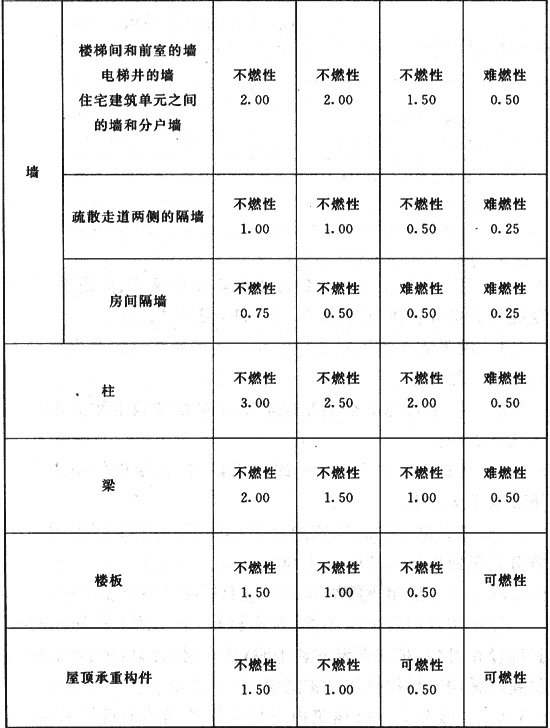 墙
楼梯间和前室的墙
电梯井的墙
住宅建筑单元之间
的墙和分户墙
不燃性
2.00
不燃性
2.00
不燃性
1.50
难燃性
0.50
疏散走道两侧的隔墙
不燃性
1.00
不燃性
1.00
不燃性
0.50
难燃性
0.25
房间隔墙
不燃性
0.75
不燃性
0.50
难燃性
0.50
难燃性
0.25
柱
不燃性
3.00
不燃性
2.50
不燃性
2.00
难燃性
0.50
梁
不燃性
2.00
不燃性
1.50
不燃性
1.00
难燃性
0.50
楼板
不燃性
1.50
不燃性
1.00
不燃性
0.50
可燃性
屋顶承重构件
不燃性
1.50
不燃性
1.00
可燃性
0.50
可燃性